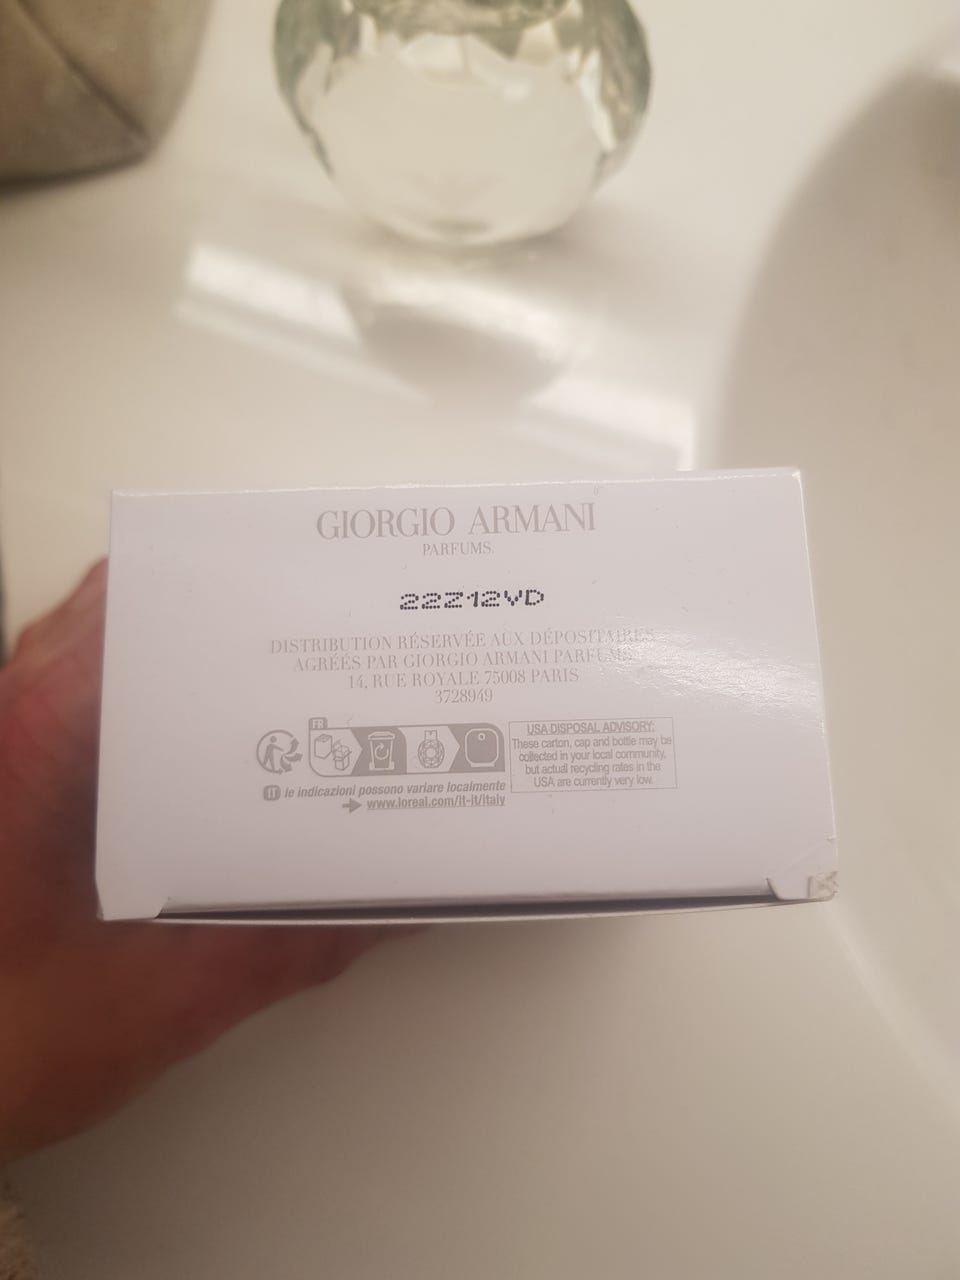 GIORGIO ARMANI
PARFUMS.
22Z12VD
DISTRIBUTION RÉSERVÉE AUX DÉPOSITAIRES
AGRÉÉS PAR GIORGIO ARMANI PARFUMS
14, RUE ROYALE 75008 PARIS
3728949
FR
IT le indicazioni possono variare localmente
www.loreal.com/it-it/italy
USA DISPOSAL ADVISORY:
These carton, cap and bottle may be
collected in your local community,
but actual recycling rates in the
USA are currently very low.